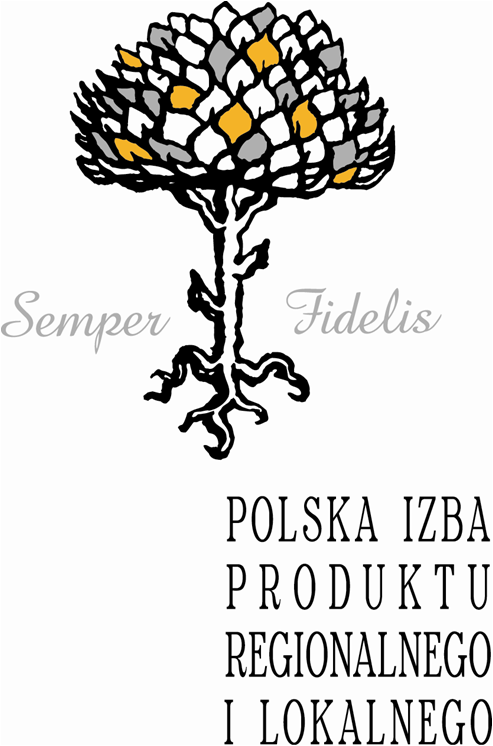 Semper Fidelis
POLSKA IZBA
PRODUKTU
REGIONALNEGO
I LOKALNEGO